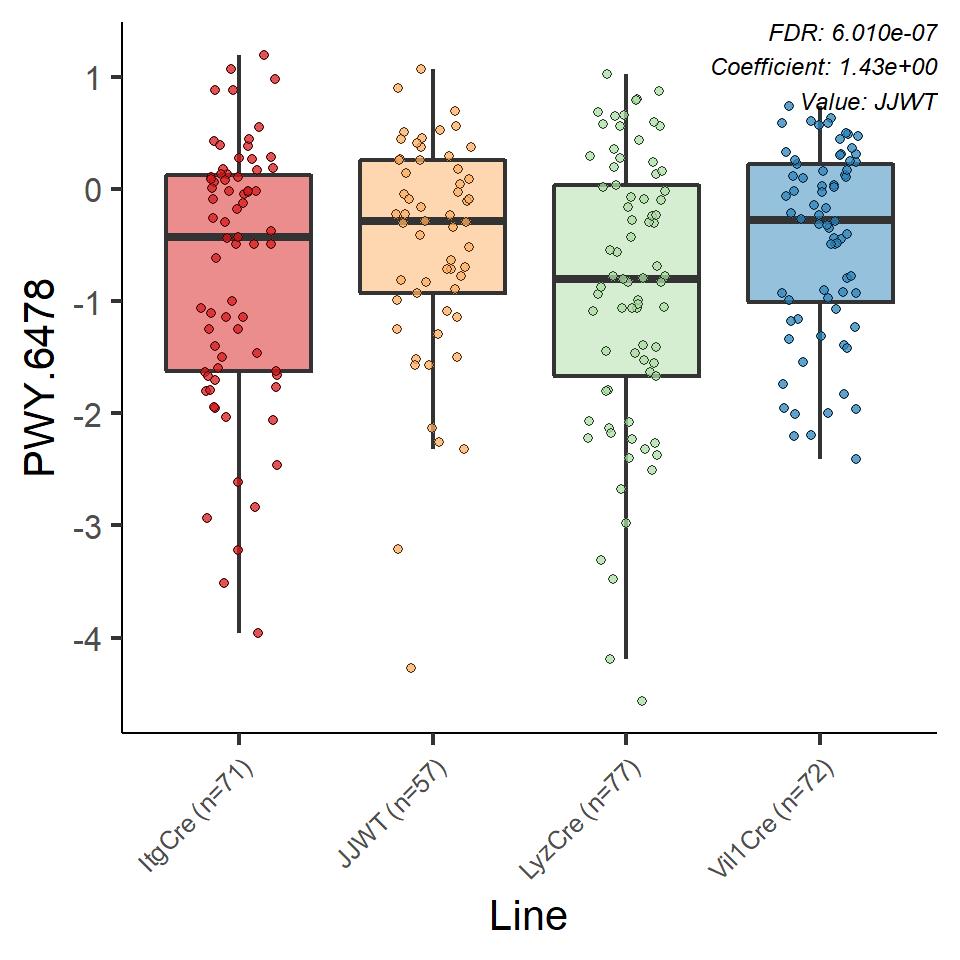 FDR: 6.010e-07
Coefficient: 1.43e+00
Value: JJWT
PWY.6478
1
0
-1
-2
-3
-4
ItgCre (n=71)
JJWT (n=57)
LyzCre (n=77)
Vil1Cre (n=72)
Line